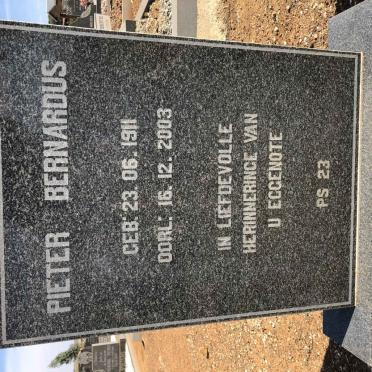 PIETER BERNARDUS
GEB: 23. 06. 1911
OORL: 16. 12. 2003
IN LIEFDEVOLLE
HERINNERINGE VAN
U EGGENOTE
PS 23